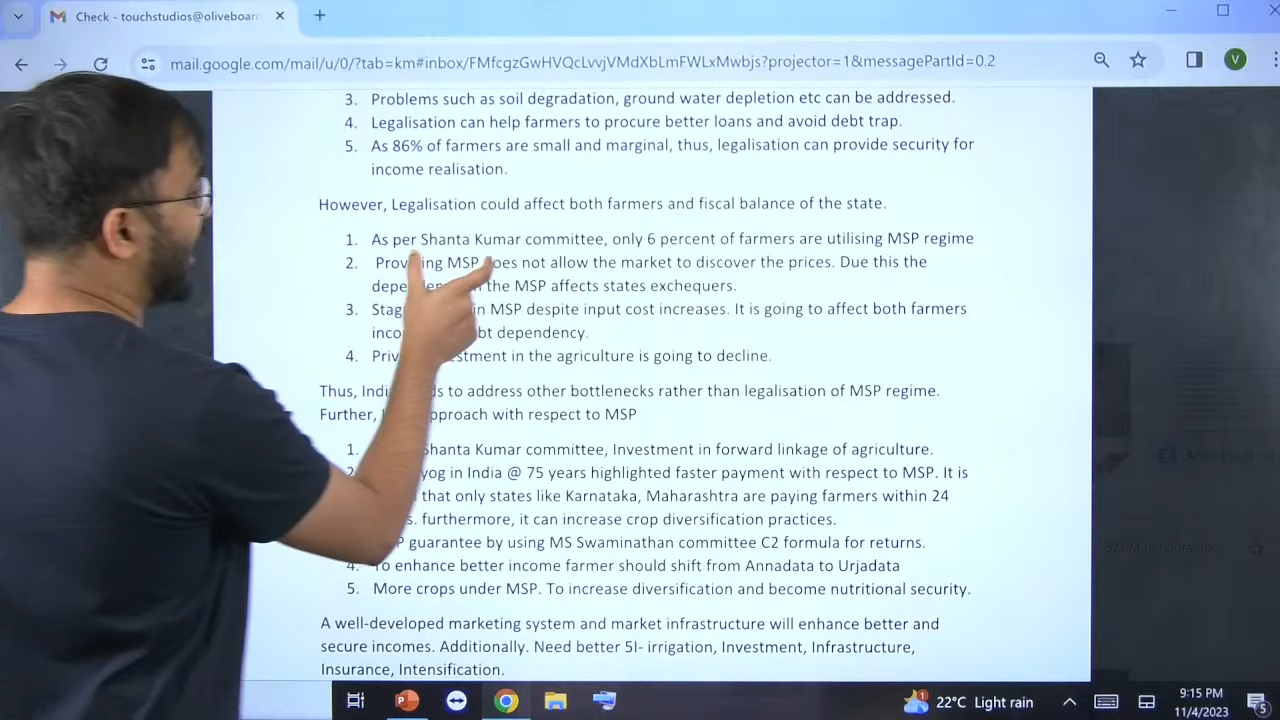 Check - touchstudios@oliveboar
mail.google.com/mail/u/0/?tab=km#inbox/FMfcgzGwHVQcLvvjVMdXbLmFWLxMwbjs?projector=1&messagePartId=0.2
V
3. Problems such as soil degradation, ground water depletion etc can be addressed.
4. Legalisation can help farmers to procure better loans and avoid debt trap.
5. As 86% of farmers are small and marginal, thus, legalisation can provide security for
income realisation.
However, Legalisation could affect both farmers and fiscal balance of the state.
1. As per Shanta Kumar committee, only 6 percent of farmers are utilising MSP regime
2. Providing MSP does not allow the market to discover the prices. Due this the
the MSP affects states exchequers.
3. in MSP despite input cost increases. It is going to affect both farmers
dependency.
4. in the agriculture is going to decline.
Thus, to address other bottlenecks rather than legalisation of MSP regime.
Further, approach with respect to MSP
1. Shanta Kumar committee, Investment in forward linkage of agriculture.
in India @ 75 years highlighted faster payment with respect to MSP. It is
that only states like Karnataka, Maharashtra are paying farmers within 24
furthermore, it can increase crop diversification practices.
guarantee by using MS Swaminathan committee C2 formula for returns.
4. To enhance better income farmer should shift from Annadata to Urjadata
5. More crops under MSP. To increase diversification and become nutritional security.
A well-developed marketing system and market infrastructure will enhance better and
secure incomes. Additionally. Need better 5I- irrigation, Investment, Infrastructure,
Insurance, Intensification.
22°C Light rain
9:15 PM
11/4/2023